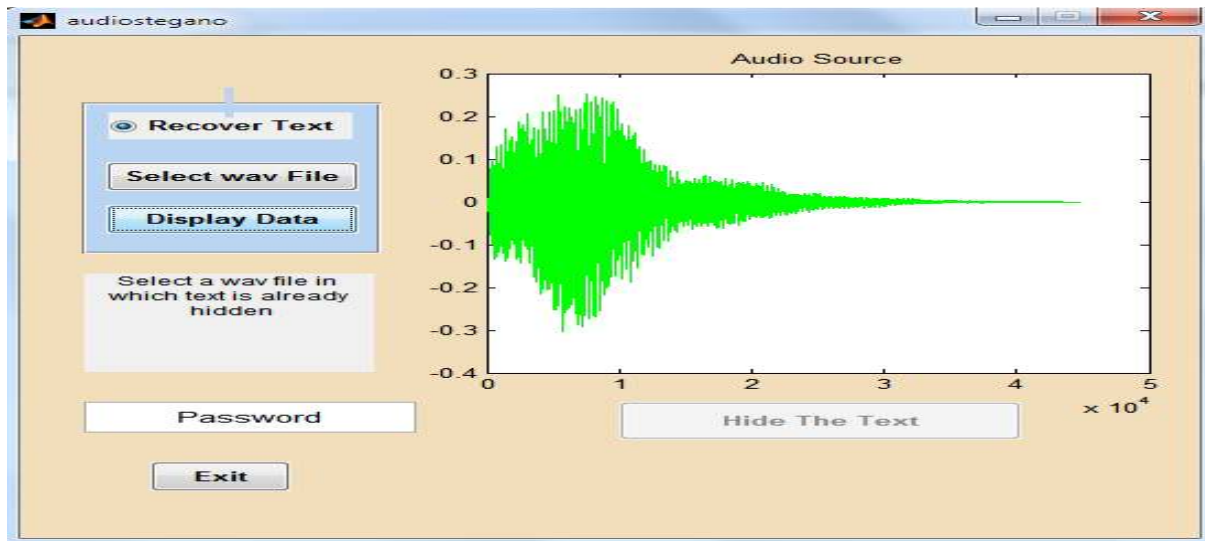 audiostegano
Recover Text
Select wav File
Display Data
Select a wav file in
which text is already
hidden
Password
Exit
Audio Source
0.3
0.2
0.1
0
-0.1
-0.2
-0.3
-0.4
0 1 2 3 4 5
x 10^4
Hide The Text